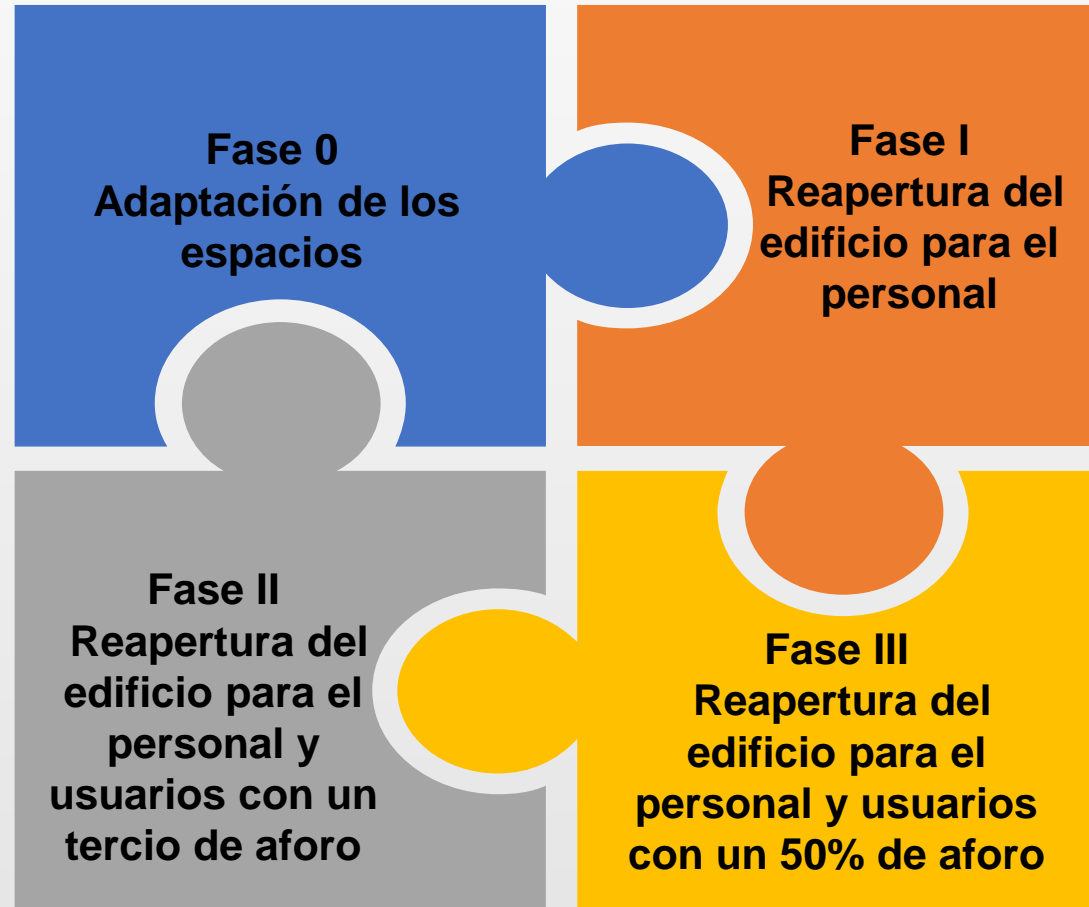 Fase 0
Adaptación de los
espacios
Fase I
Reapertura del
edificio para el
personal
Fase II
Reapertura del
edificio para el
personal y
usuarios con un
tercio de aforo
Fase III
Reapertura del
edificio para el
personal y usuarios
con un 50% de aforo